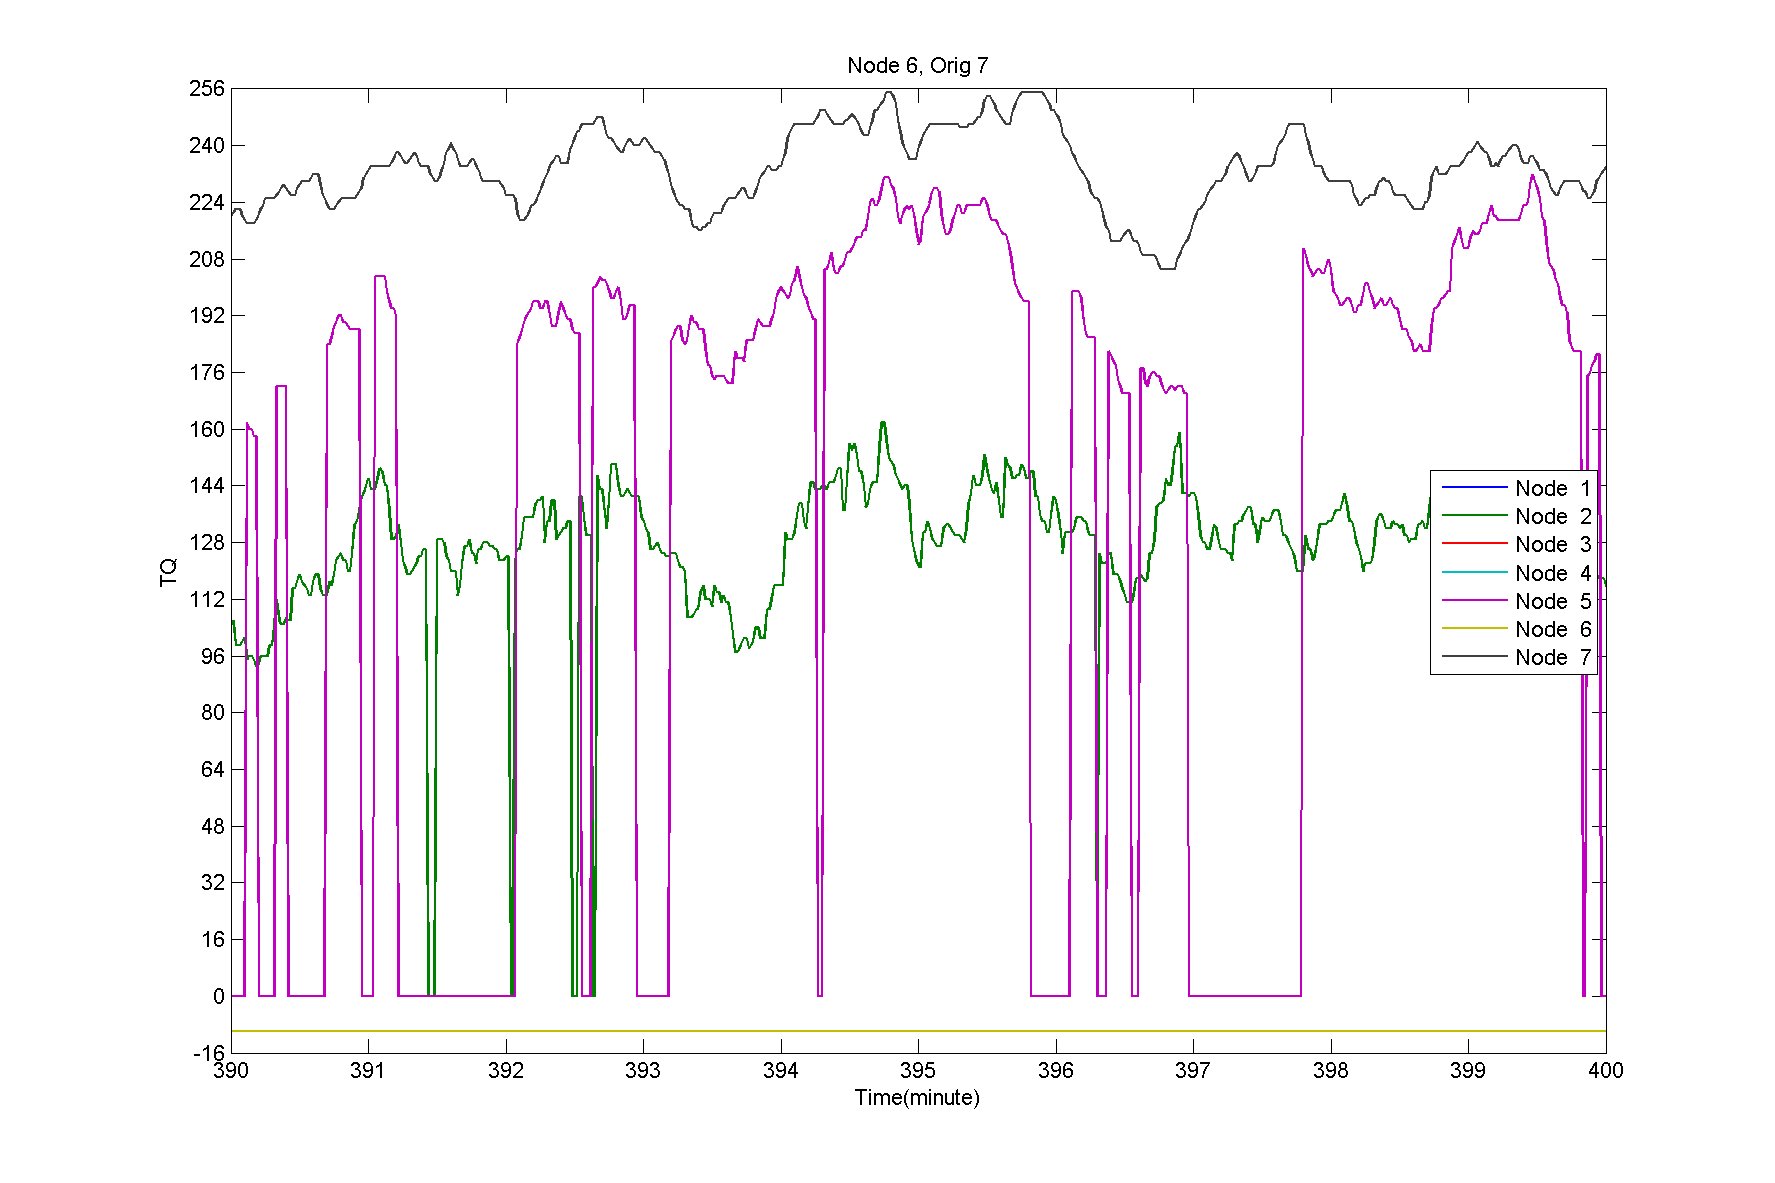 Node 6, Orig 7
256
240
224
208
192
176
160
144
128
112
96
80
64
48
32
16
0
-16
TQ
Node 1
Node 2
Node 3
Node 4
Node 5
Node 6
Node 7
390 391 392 393 394 395 396 397 398 399 400
Time(minute)